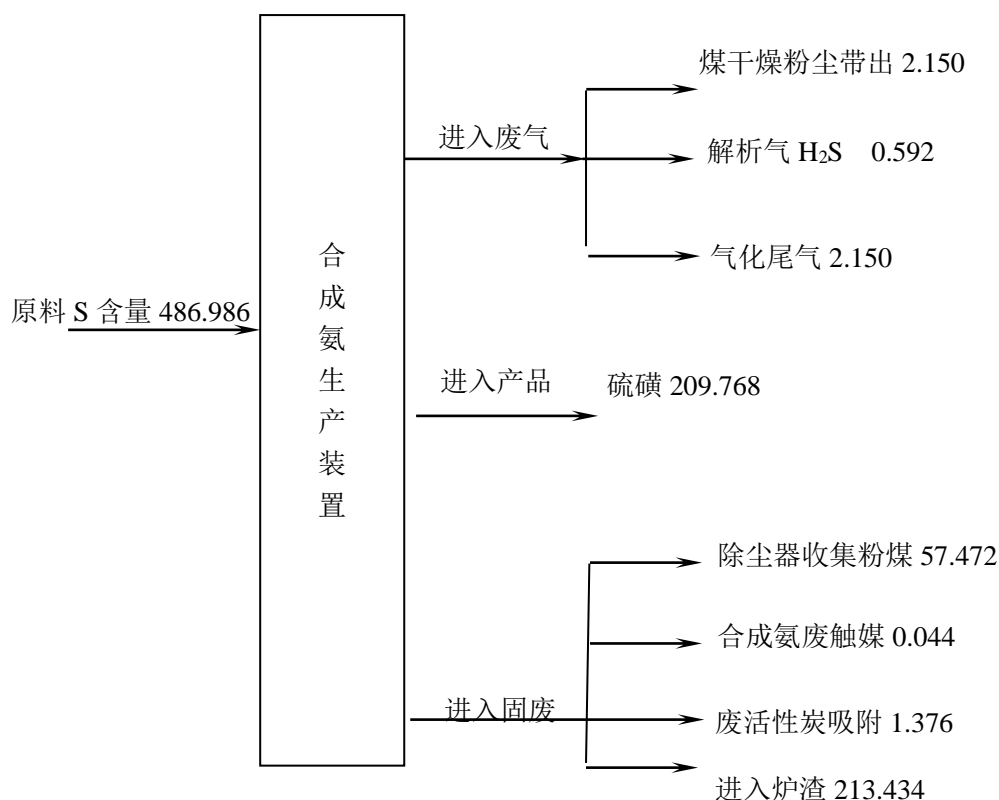 煤干燥粉尘带出 2.150
进入废气
解析气 H₂S 0.592
气化尾气 2.150
原料 S 含量 486.986
合成氨生产装置
进入产品
硫磺 209.768
除尘器收集粉煤 57.472
合成氨废触媒 0.044
进入固废
废活性炭吸附 1.376
进入炉渣 213.434